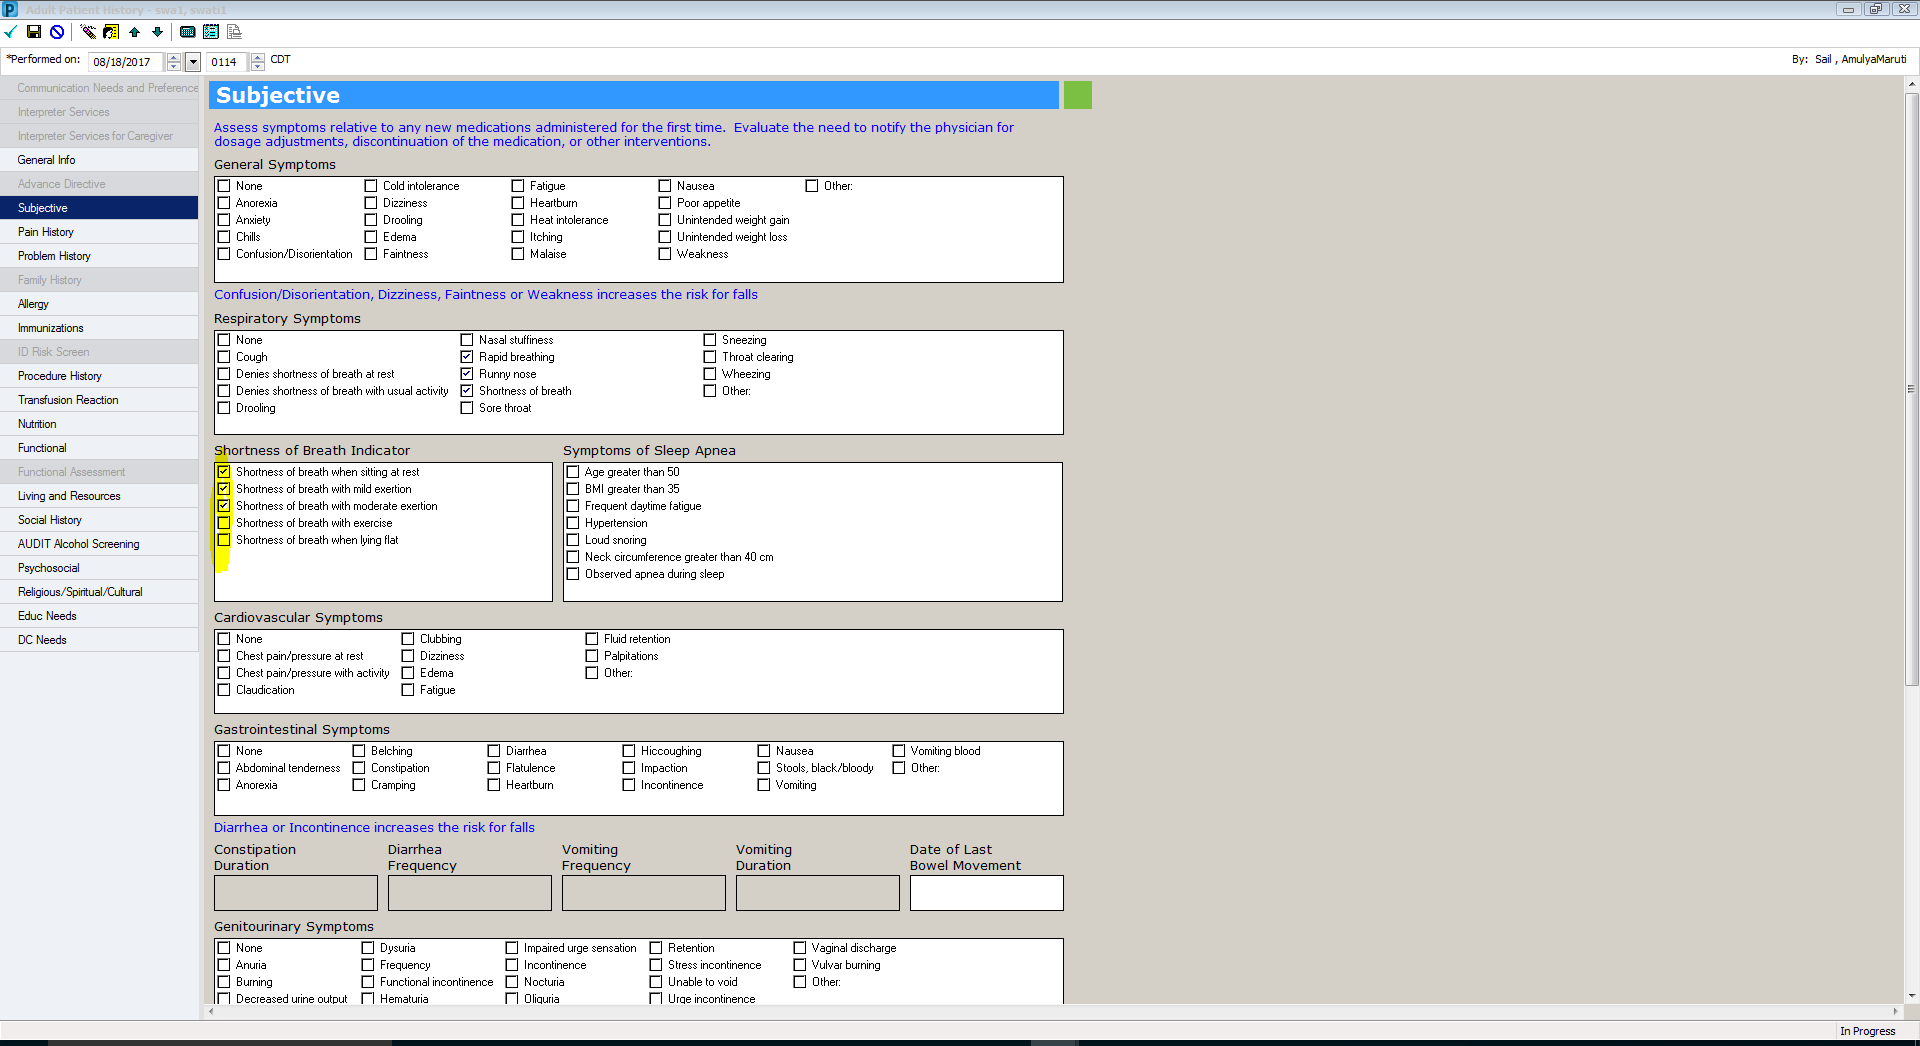 Adult Patient History - swa1, swati1
*Performed on: 08/18/2017 0114 CDT By: Sail , AmulyaMaruti
Communication Needs and Preference
Interpreter Services
Interpreter Services for Caregiver
General Info
Advance Directive
Subjective
Pain History
Problem History
Family History
Allergy
Immunizations
ID Risk Screen
Procedure History
Transfusion Reaction
Nutrition
Functional
Functional Assessment
Living and Resources
Social History
AUDIT Alcohol Screening
Psychosocial
Religious/Spiritual/Cultural
Educ Needs
DC Needs
Subjective
Assess symptoms relative to any new medications administered for the first time. Evaluate the need to notify the physician for
dosage adjustments, discontinuation of the medication, or other interventions.
General Symptoms
None Cold intolerance Fatigue Nausea Other:
Anorexia Dizziness Heartburn Poor appetite
Anxiety Drooling Heat intolerance Unintended weight gain
Chills Edema Itching Unintended weight loss
Confusion/Disorientation Faintness Malaise Weakness
Confusion/Disorientation, Dizziness, Faintness or Weakness increases the risk for falls
Respiratory Symptoms
None Nasal stuffiness Sneezing
Cough Rapid breathing Throat clearing
Denies shortness of breath at rest Runny nose Wheezing
Denies shortness of breath with usual activity Shortness of breath Other:
Drooling Sore throat
Shortness of Breath Indicator
Shortness of breath when sitting at rest
Shortness of breath with mild exertion
Shortness of breath with moderate exertion
Shortness of breath with exercise
Shortness of breath when lying flat
Symptoms of Sleep Apnea
Age greater than 50
BMI greater than 35
Frequent daytime fatigue
Hypertension
Loud snoring
Neck circumference greater than 40 cm
Observed apnea during sleep
Cardiovascular Symptoms
None Clubbing Fluid retention
Chest pain/pressure at rest Dizziness Palpitations
Chest pain/pressure with activity Edema Other:
Claudication Fatigue
Gastrointestinal Symptoms
None Belching Diarrhea Hiccoughing Nausea Vomiting blood
Abdominal tenderness Constipation Flatulence Impaction Stools, black/bloody Other:
Anorexia Cramping Heartburn Incontinence Vomiting
Diarrhea or Incontinence increases the risk for falls
Constipation Diarrhea Vomiting Vomiting Date of Last
Duration Frequency Frequency Duration Bowel Movement
Genitourinary Symptoms
None Dysuria Impaired urge sensation Retention Vaginal discharge
Anuria Frequency Incontinence Stress incontinence Vulvar burning
Burning Functional incontinence Nocturia Unable to void Other:
Decreased urine output Hematuria Oliguria Urge incontinence
In Progress